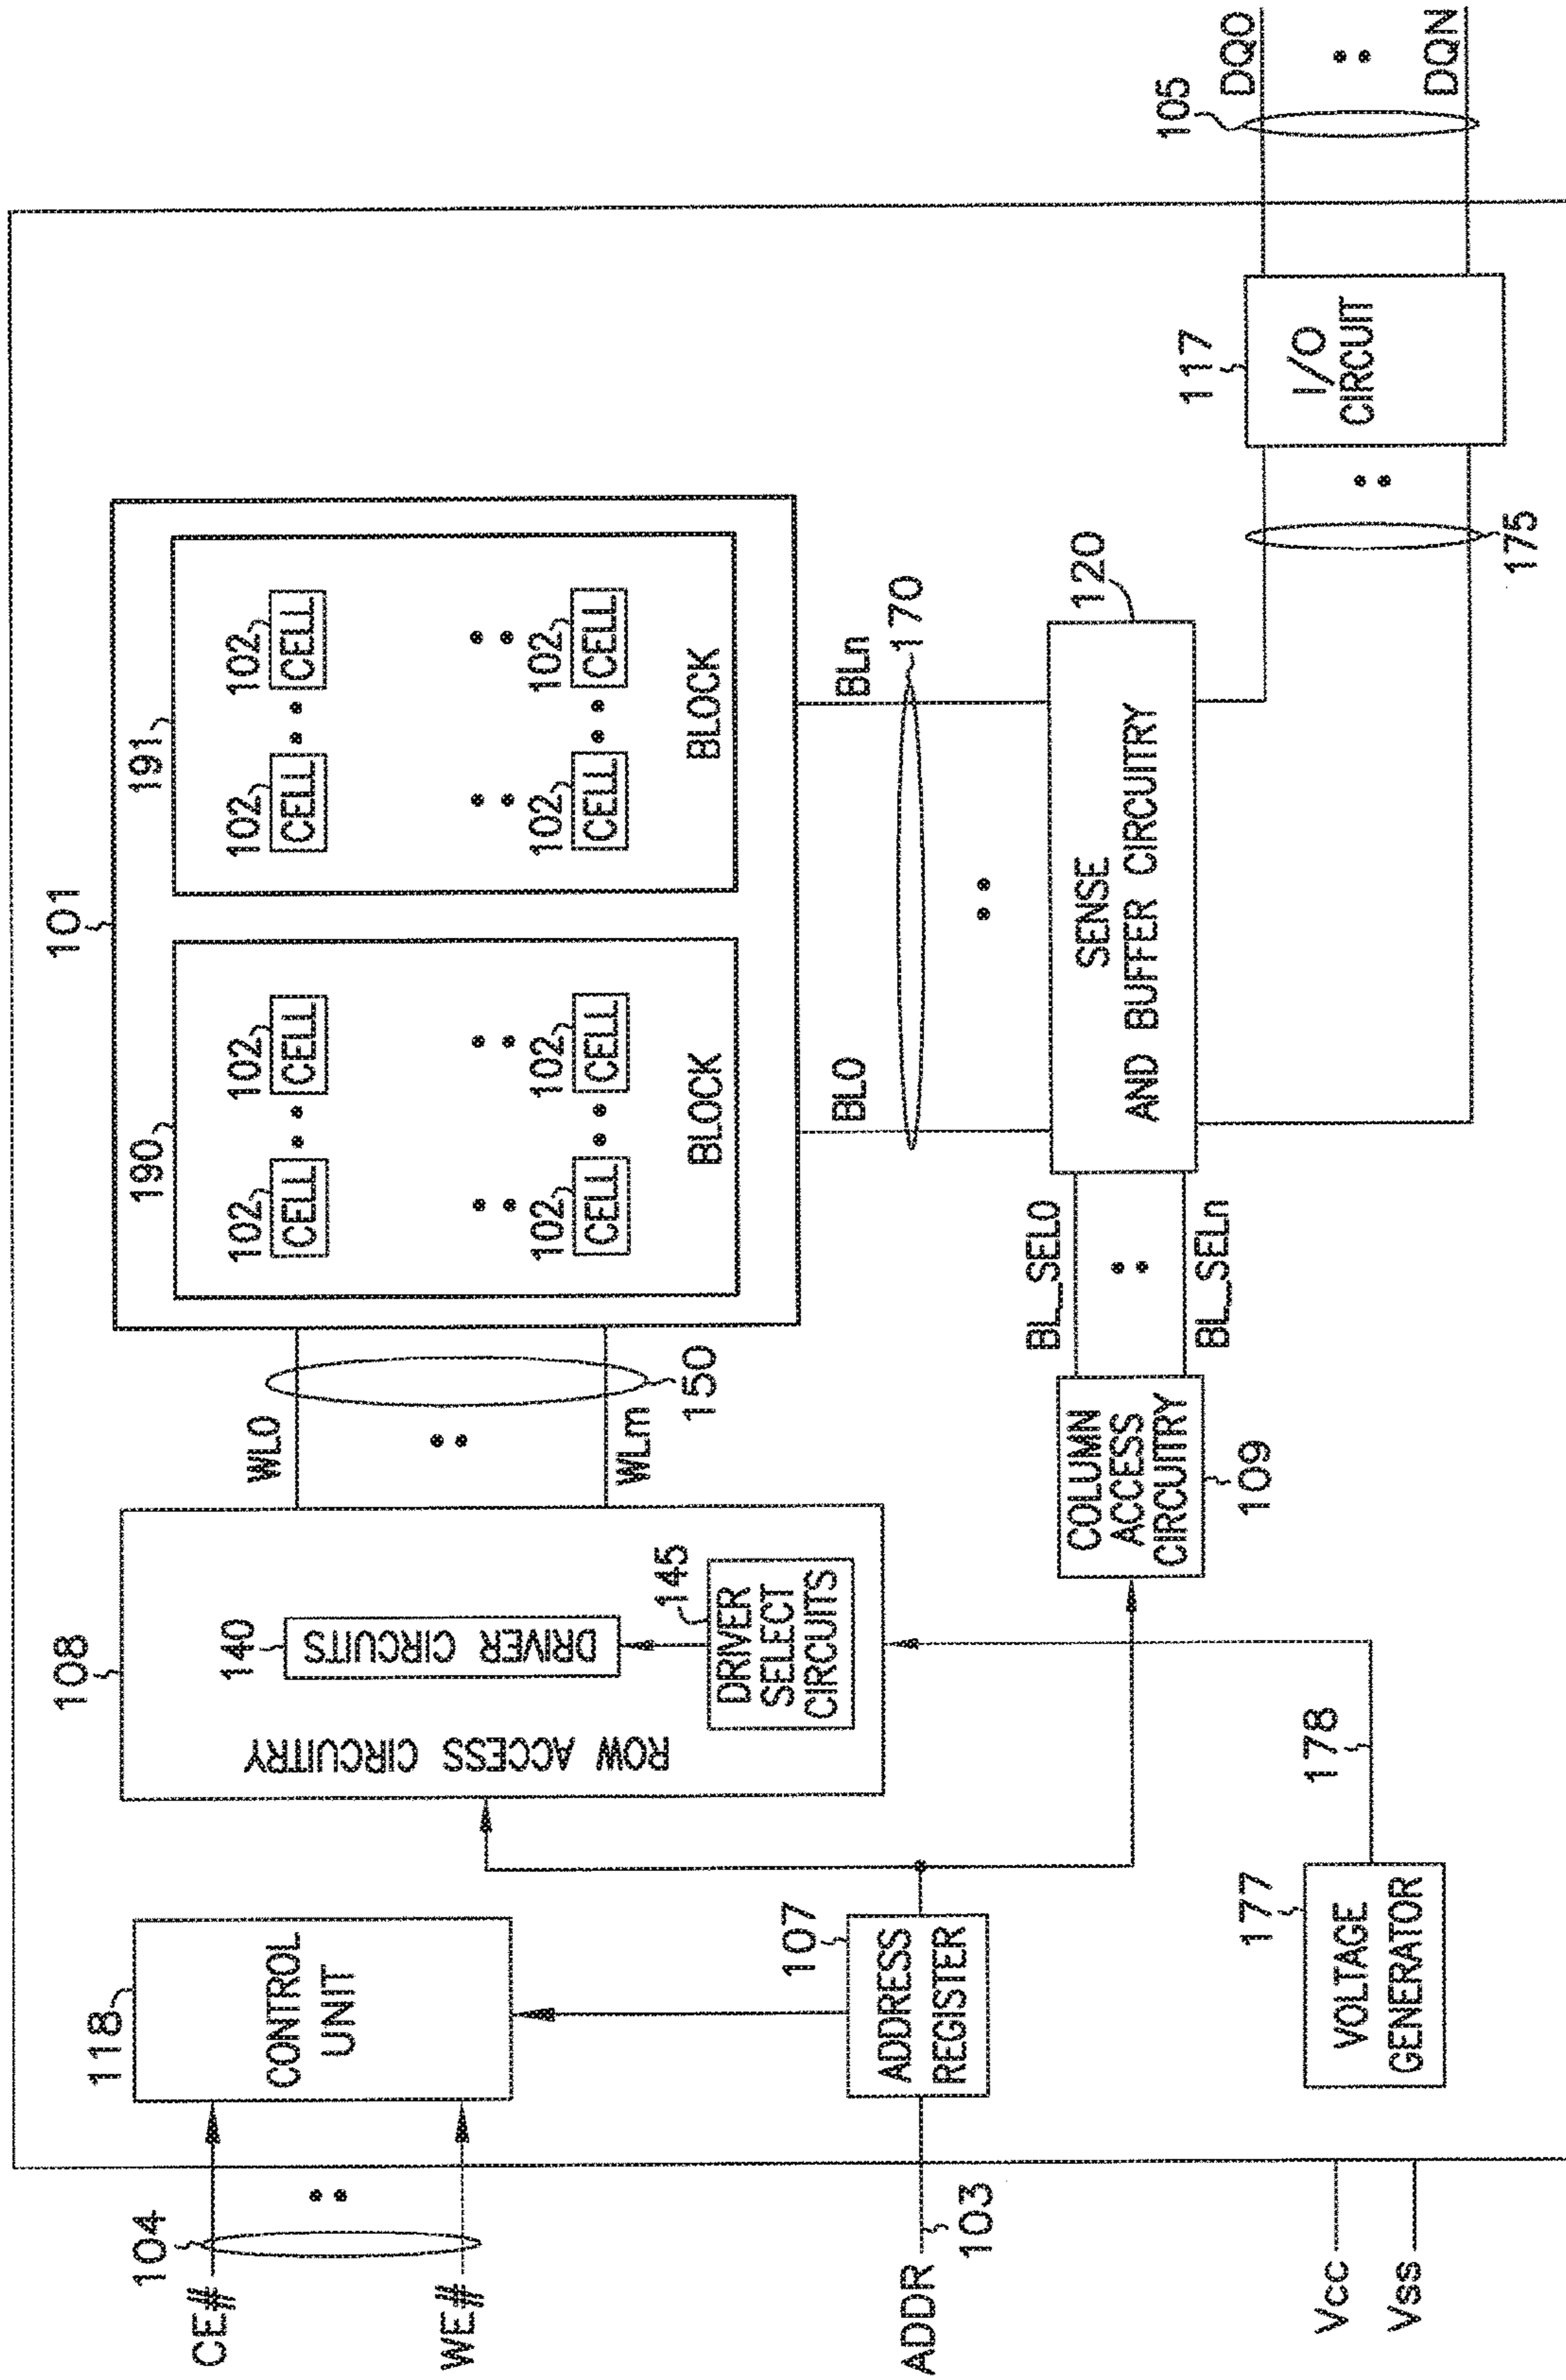 101
190
191
102
102
102
102
CELL
CELL
CELL
CELL
102
102
102
102
CELL
CELL
CELL
CELL
BLOCK
BLOCK
108
140
DRIVER CIRCUITS
ROW ACCESS CIRCUITRY
145
DRIVER
SELECT
CIRCUITS
WL0
WLm
150
118
CONTROL
UNIT
104
CE#
WE#
107
ADDRESS
REGISTER
ADDR
103
BL0
BLn
170
120
SENSE
AND BUFFER CIRCUITRY
BL_SEL0
BL_SELn
COLUMN
ACCESS
CIRCUITRY
109
117
I/O
CIRCUIT
175
105
DQ0
DQN
177
VOLTAGE
GENERATOR
178
Vcc
Vss